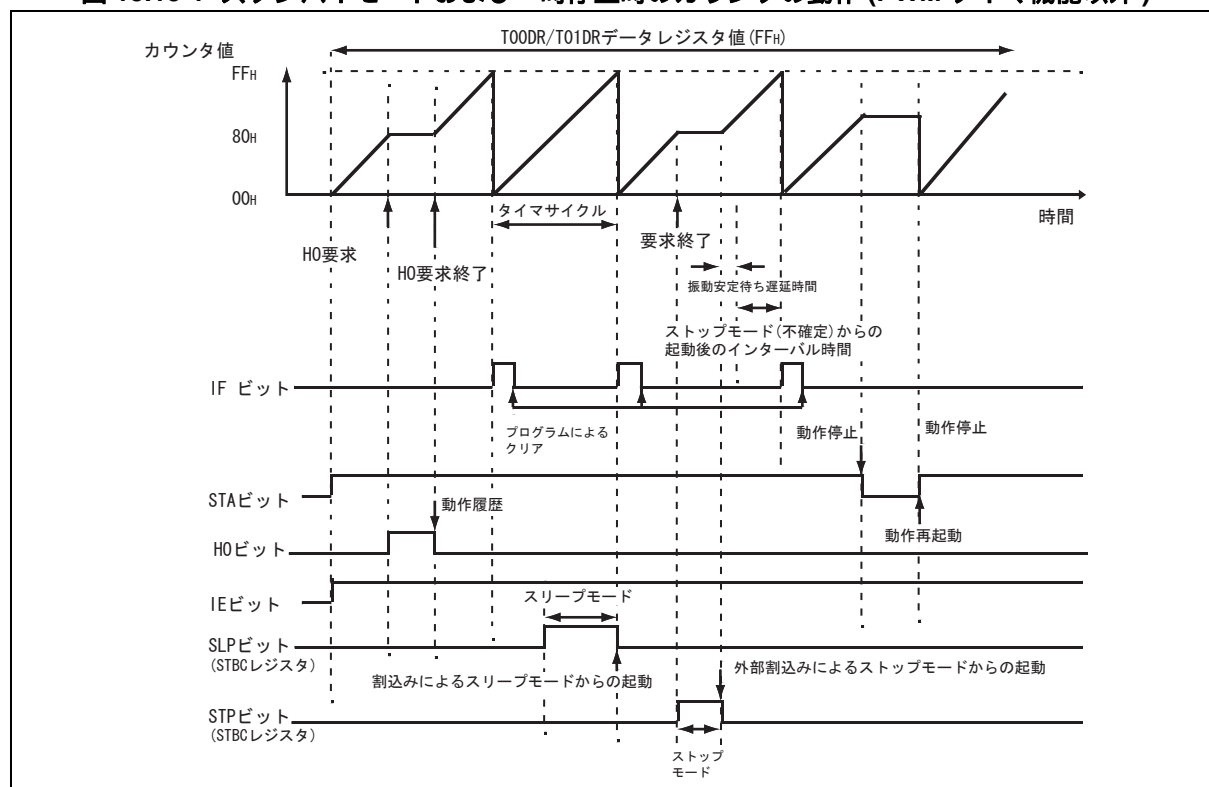 T00DR/T01DRデータレジスタ値(FFH)
カウンタ値
FFH
80H
00H
時間
タイマサイクル
HO要求
HO要求終了
要求終了
振動安定待ち遅延時間
ストップモード(不確定)からの
起動後のインターバル時間
IF ビット
プログラムによる
クリア
動作停止
動作停止
STAビット
動作履歴
動作再起動
HOビット
IEビット
スリープモード
SLPビット
(STBCレジスタ)
割込みによるスリープモードからの起動
外部割込みによるストップモードからの起動
STPビット
(STBCレジスタ)
ストップ
モード